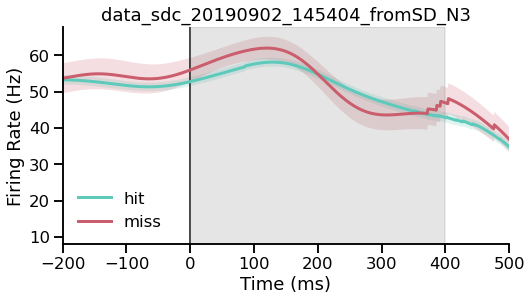 data_sdc_20190902_145404_fromSD_N3
Firing Rate (Hz)
60
50
40
30
20
10
hit
miss
−200 −100 0 100 200 300 400 500
Time (ms)